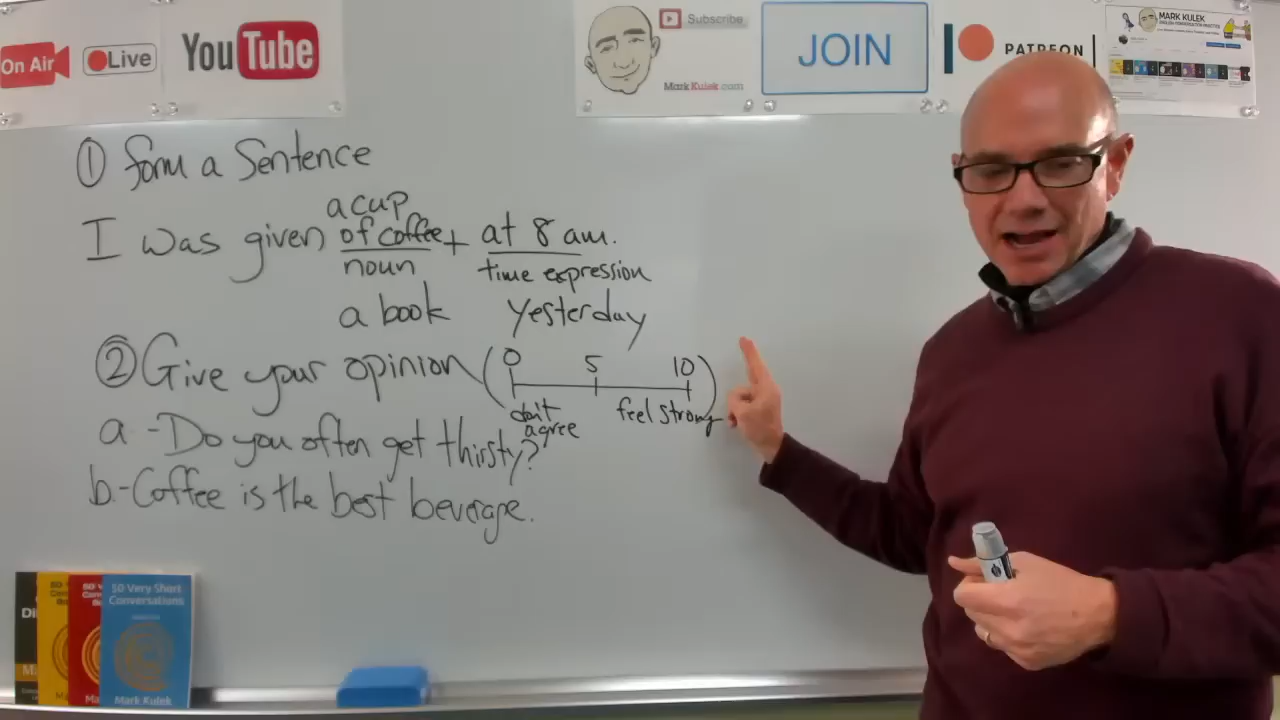 On Air
Live
YouTube
Subscribe
MarkKulek.com
JOIN
PATREON
MARK KULEK
① form a Sentence
a cup
I was given of coffee + at 8 am.
noun time expression
a book yesterday
② Give your opinion (0 5 10)
don't agree feel strong
a - Do you often get thirsty?
b.- Coffee is the best beverage.
50 Very Short
Conversations
Mark Kulek